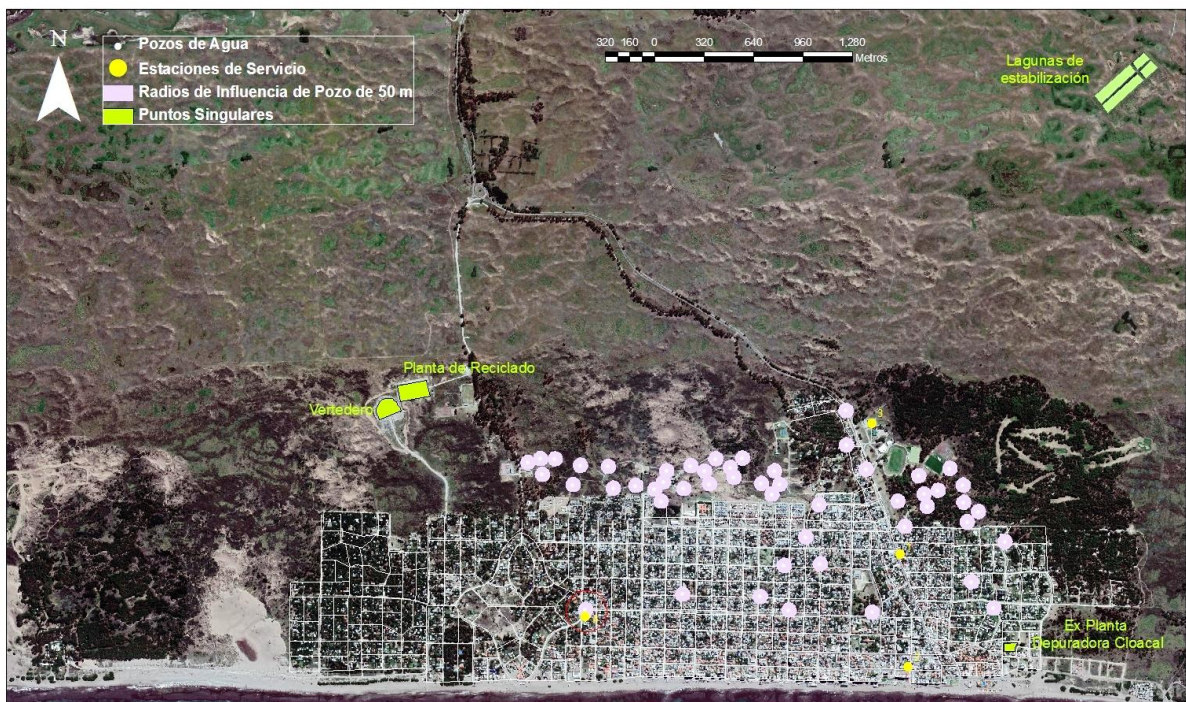 N
Pozos de Agua
Estaciones de Servicio
Radios de Influencia de Pozo de 50 m
Puntos Singulares
320 160 0 320 640 960 1,280
Metros
Lagunas de
estabilización
Planta de Reciclado
Vertedero
3
Ex Planta
Depuradora Cloacal